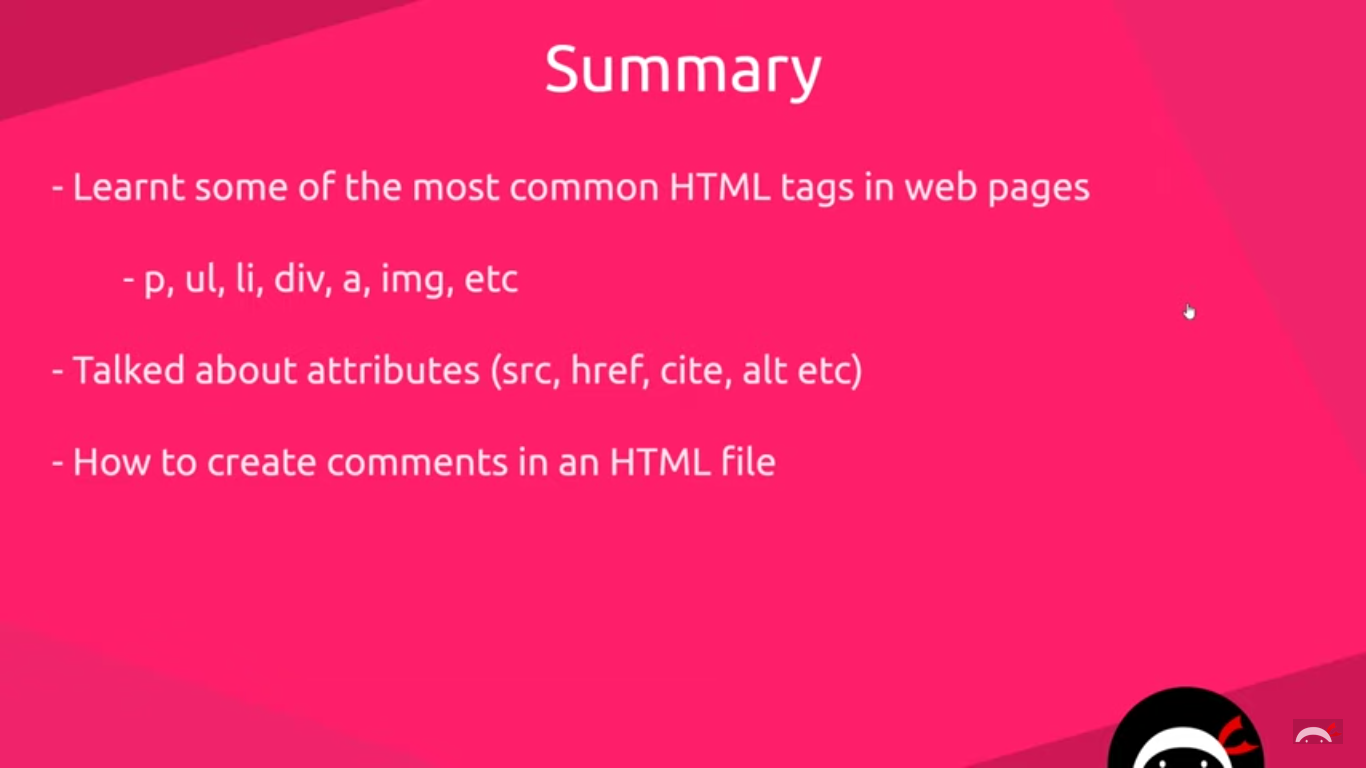 Summary
- Learnt some of the most common HTML tags in web pages
- p, ul, li, div, a, img, etc
- Talked about attributes (src, href, cite, alt etc)
- How to create comments in an HTML file